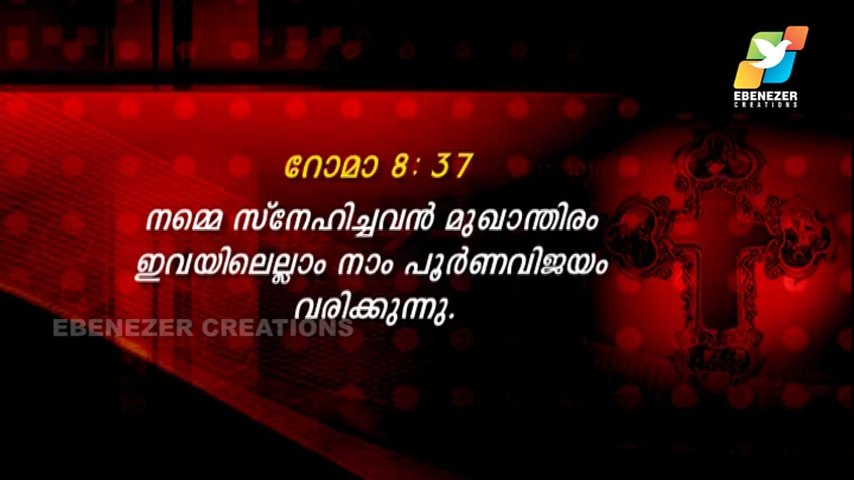 EBENEZER
CREATIONS
റോമാ 8: 37
നമ്മെ സ്നേഹിച്ചവൻ മുഖാന്തിരം
ഇവയിലെല്ലാം നാം പൂർണവിജയം
വരിക്കുന്നു.
EBENEZER CREATIONS